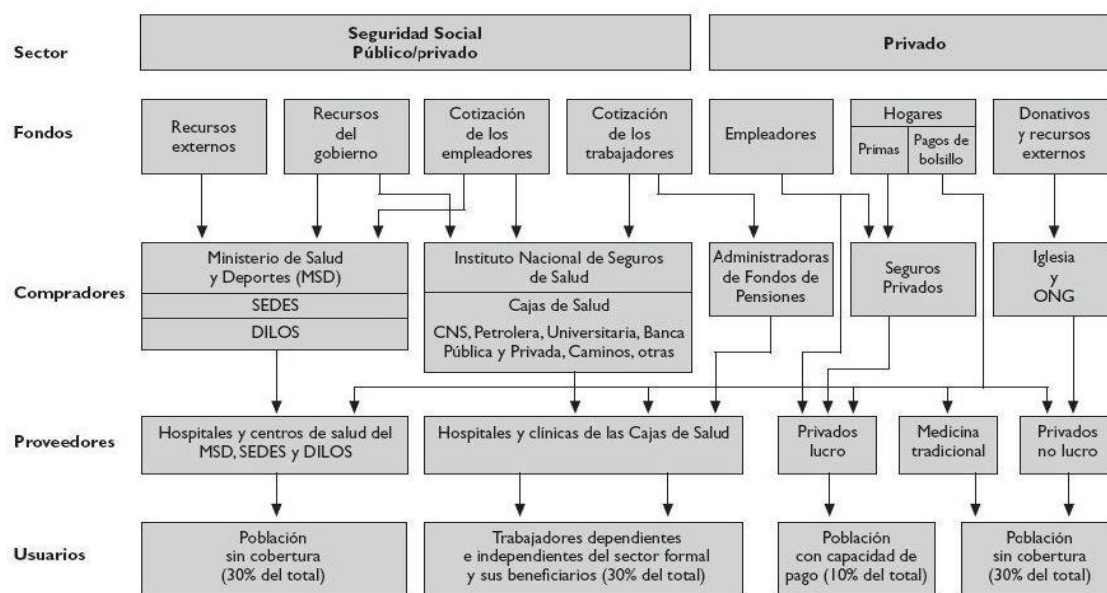 Sector
Seguridad Social
Público/privado
Privado
Fondos
Recursos
externos
Recursos
del
gobierno
Cotización
de los
empleadores
Cotización
de los
trabajadores
Empleadores
Hogares
Primas
Pagos de
bolsillo
Donativos
y recursos
externos
Compradores
Ministerio de Salud
y Deportes (MSD)
SEDES
DILOS
Instituto Nacional de Seguros
de Salud
Cajas de Salud
CNS, Petrolera, Universitaria, Banca
Pública y Privada, Caminos, otras
Administradoras
de Fondos de
Pensiones
Seguros
Privados
Iglesia
y
ONG
Proveedores
Hospitales y centros de salud del
MSD, SEDES y DILOS
Hospitales y clínicas de las Cajas de Salud
Privados
lucro
Medicina
tradicional
Privados
no lucro
Usuarios
Población
sin cobertura
(30% del total)
Trabajadores dependientes
e independientes del sector formal
y sus beneficiarios (30% del total)
Población
con capacidad de
pago (10% del total)
Población
sin cobertura
(30% del total)